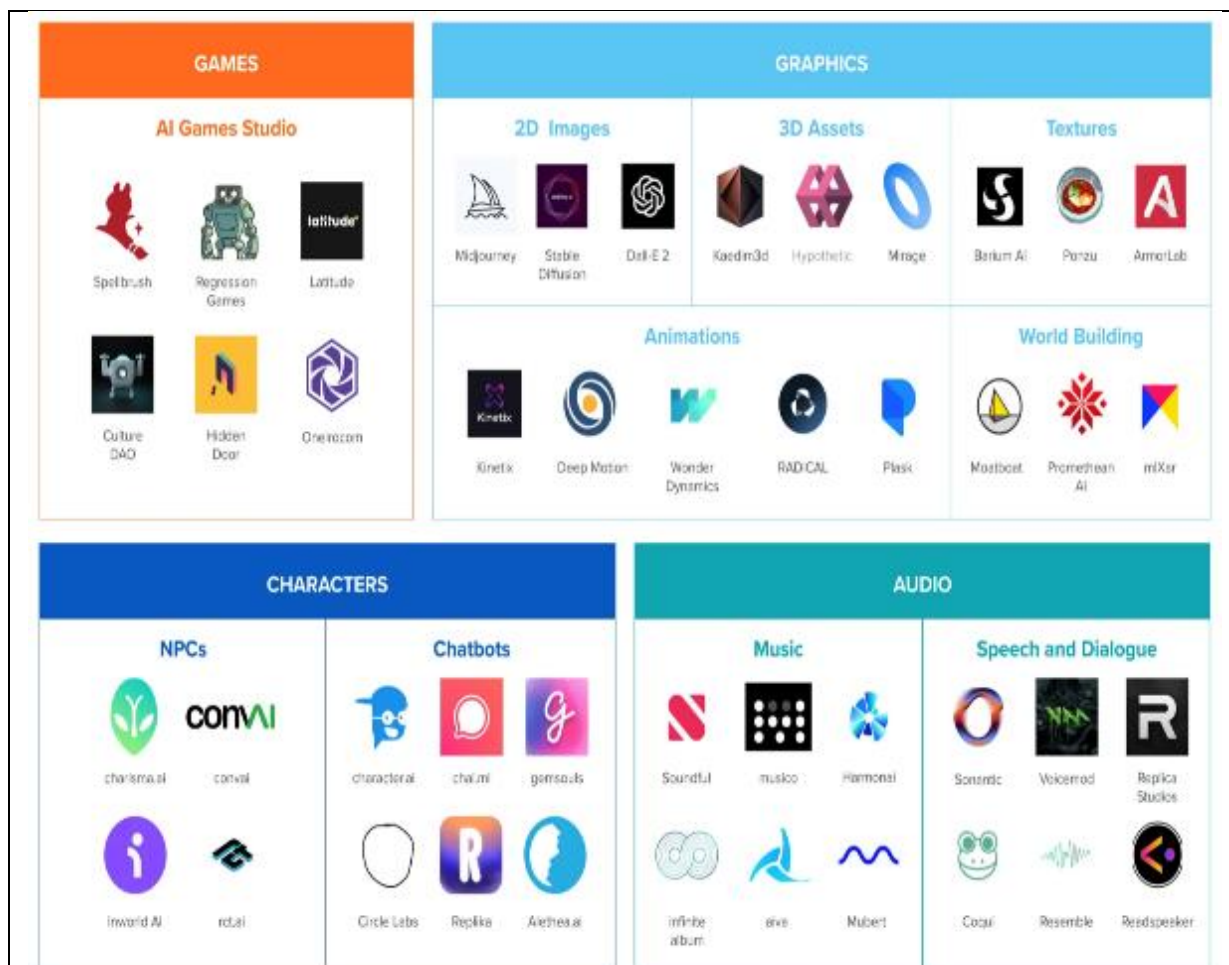 GAMES
AI Games Studio
latitude
Spellbrush
Regression
Games
Latitude
Culture
DAO
Hidden
Door
Oneirocom
GRAPHICS
2D Images
Midjourney
Stable
Diffusion
Dall-E 2
3D Assets
Kaedim3d
Hypothetic
Mirage
Textures
A
Barium AI
Ponzu
ArmorLab
Animations
Kinetix
Kinetix
Deep Motion
Wonder
Dynamics
RADiCAL
Plask
World Building
Moatboat
Promethean
AI
mlXar
CHARACTERS
NPCs
convAI
charisma.ai
convai
inworld AI
rct.ai
Chatbots
g
character.ai
chai.ml
gemsouls
R
Circle Labs
Replika
Alethea.ai
AUDIO
Music
Soundful
musico
Harmonai
infinite
album
aiva
Mubert
Speech and Dialogue
R
Sonantic
Voicemod
Replica
Studios
Coqui
Resemble
Readspeaker